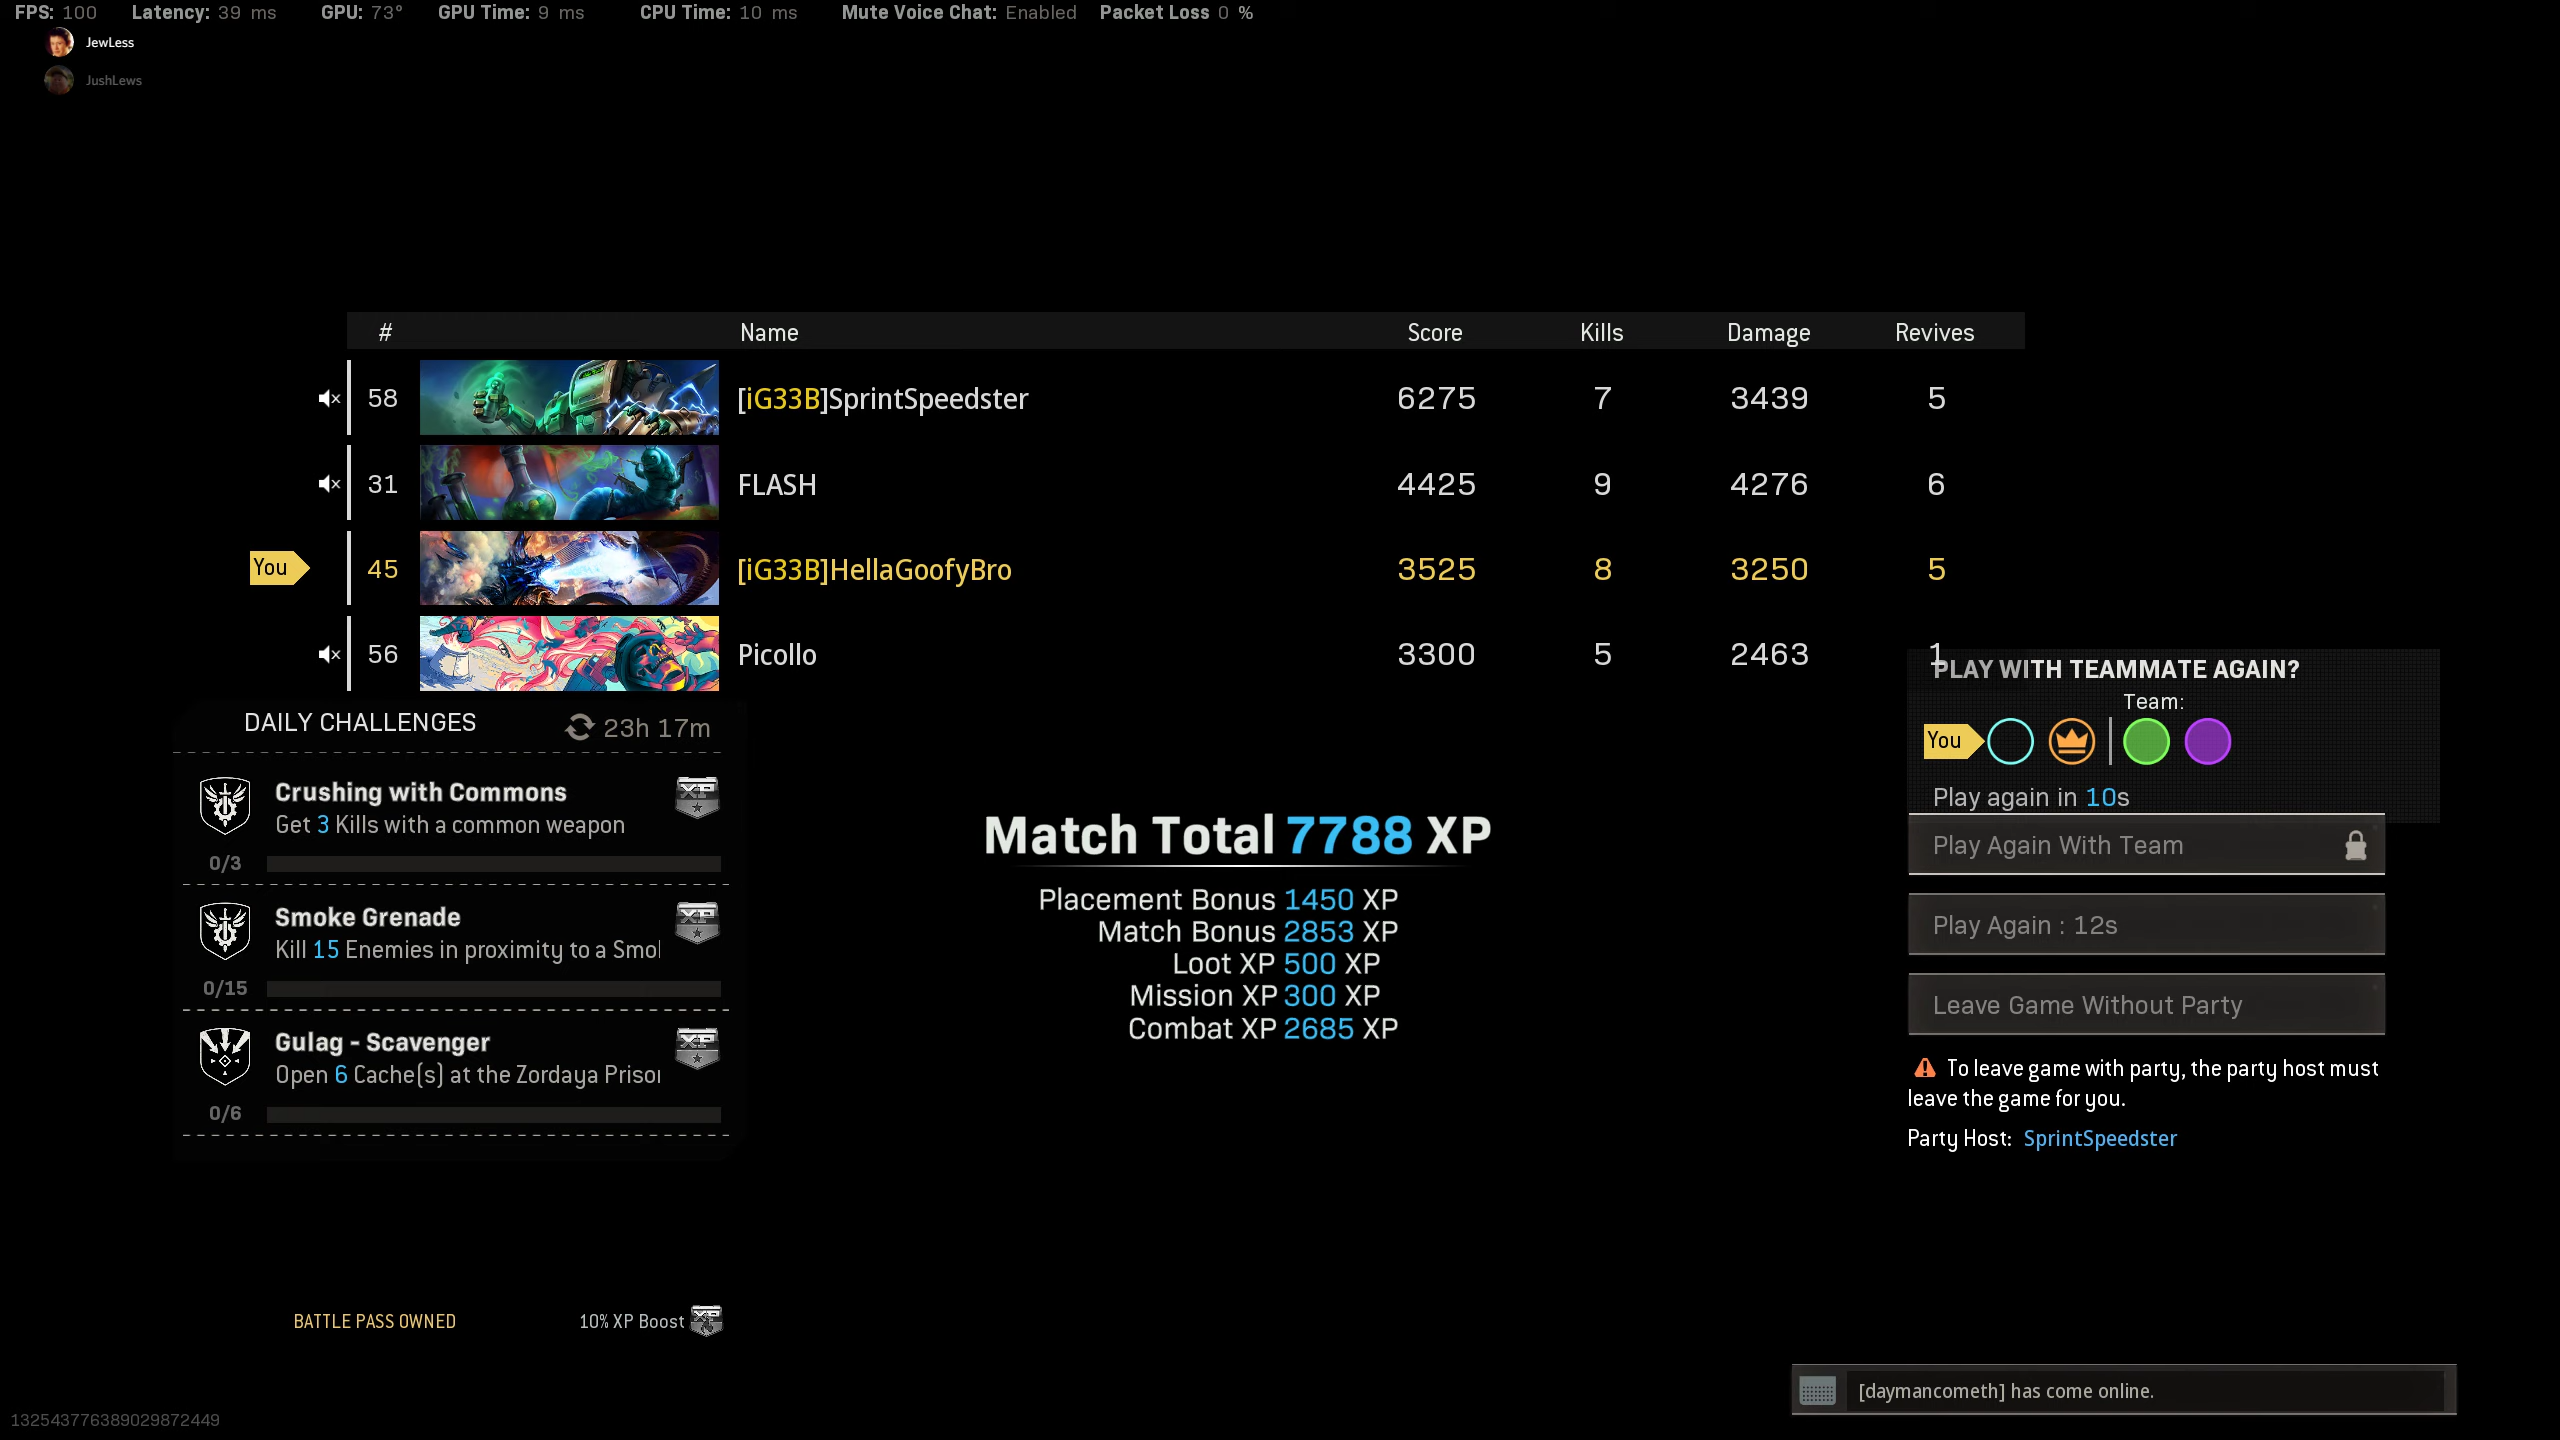 FPS: 100 Latency: 39 ms GPU: 73° GPU Time: 9 ms CPU Time: 10 ms Mute Voice Chat: Enabled Packet Loss 0 %
JewLess
JushLews
# Name Score Kills Damage Revives
58 [iG33B]SprintSpeedster 6275 7 3439 5
31 FLASH 4425 9 4276 6
You 45 [iG33B]HellaGoofyBro 3525 8 3250 5
56 Picollo 3300 5 2463 1
DAILY CHALLENGES 23h 17m
Crushing with Commons XP
Get 3 Kills with a common weapon
0/3
Smoke Grenade XP
Kill 15 Enemies in proximity to a Smol
0/15
Gulag - Scavenger XP
Open 6 Cache(s) at the Zordaya Prisor
0/6
BATTLE PASS OWNED 10% XP Boost XP
Match Total 7788 XP
Placement Bonus 1450 XP
Match Bonus 2853 XP
Loot XP 500 XP
Mission XP 300 XP
Combat XP 2685 XP
PLAY WITH TEAMMATE AGAIN?
Team:
You
Play again in 10s
Play Again With Team
Play Again : 12s
Leave Game Without Party
To leave game with party, the party host must
leave the game for you.
Party Host: SprintSpeedster
[daymancometh] has come online.
132543776389029872449